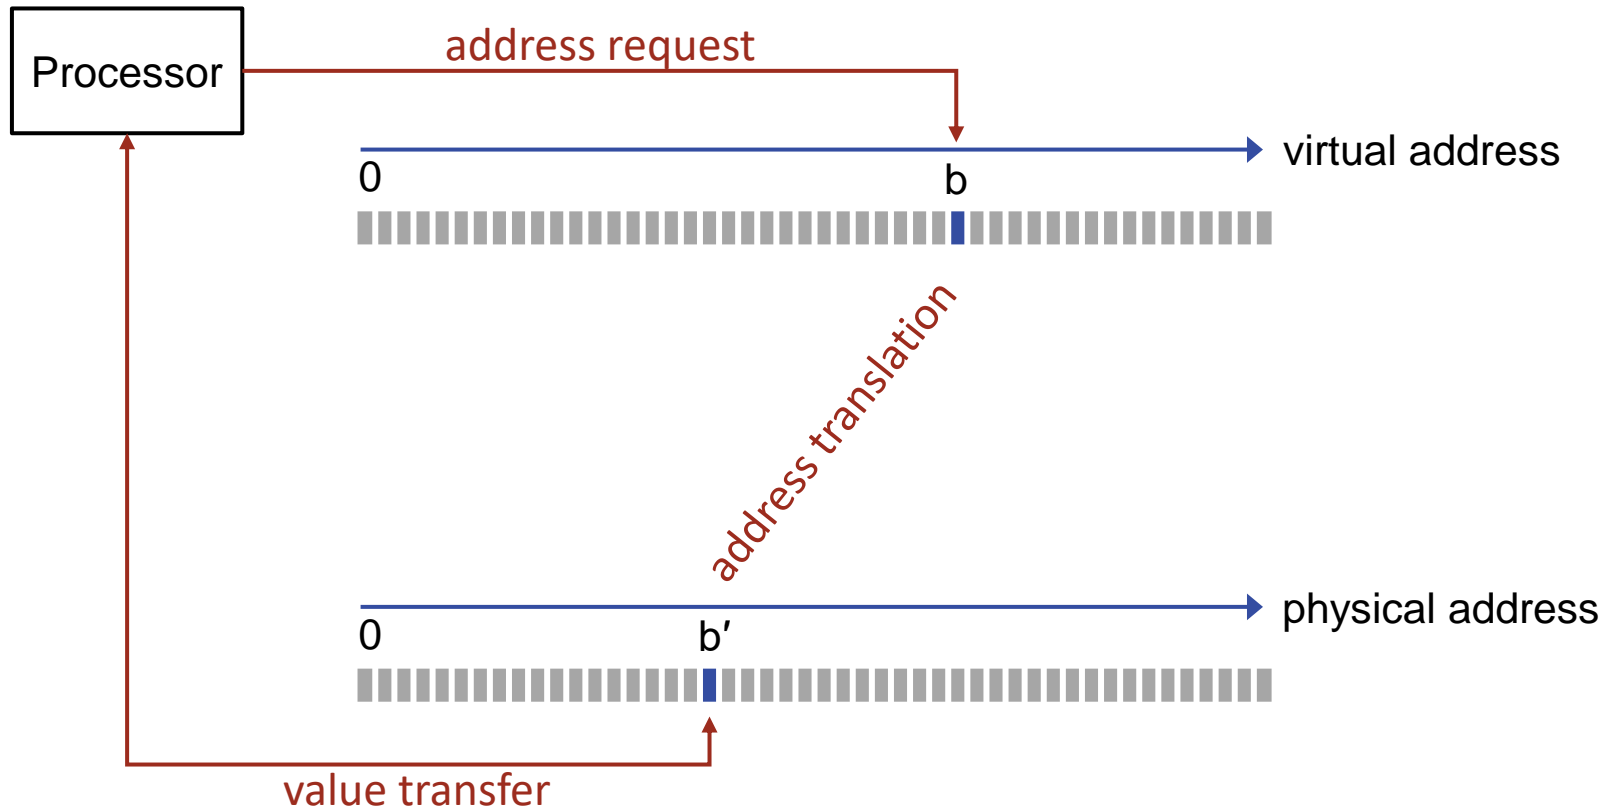 address request
Processor
virtual address
0
b
address translation
physical address
0
b′
value transfer